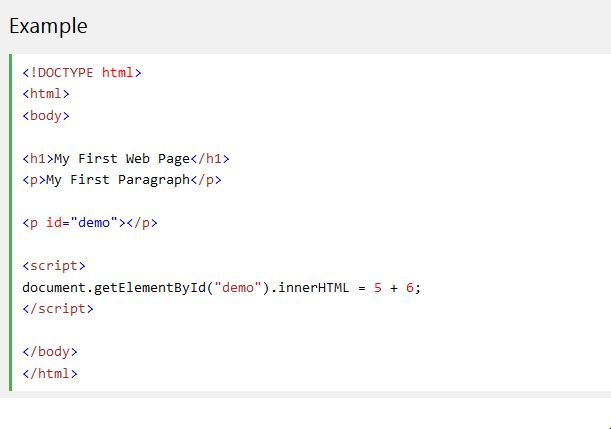 Example
<!DOCTYPE html>
<html>
<body>
<h1>My First Web Page</h1>
<p>My First Paragraph</p>
<p id="demo"></p>
<script>
document.getElementById("demo").innerHTML = 5 + 6;
</script>
</body>
</html>